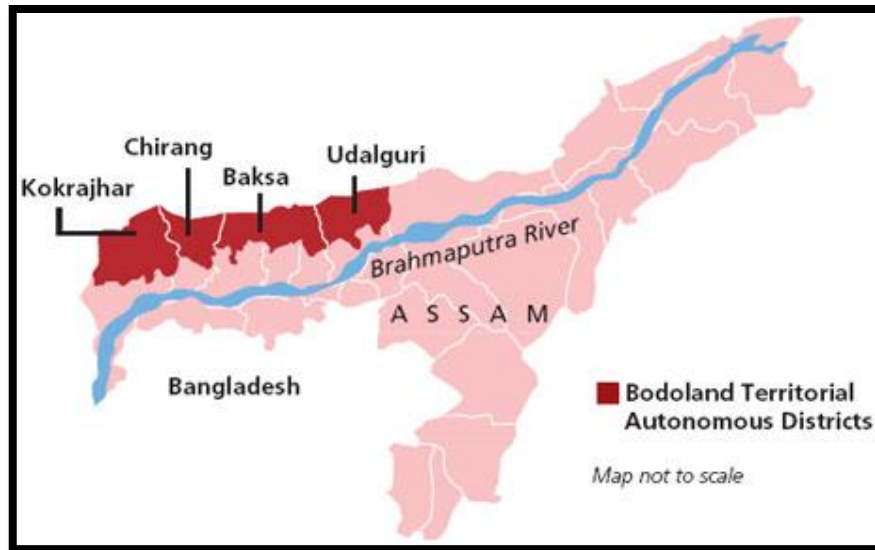 Chirang
Udalguri
Baksa
Kokrajhar
Brahmaputra River
A S S A M
Bangladesh
Bodoland Territorial
Autonomous Districts
Map not to scale